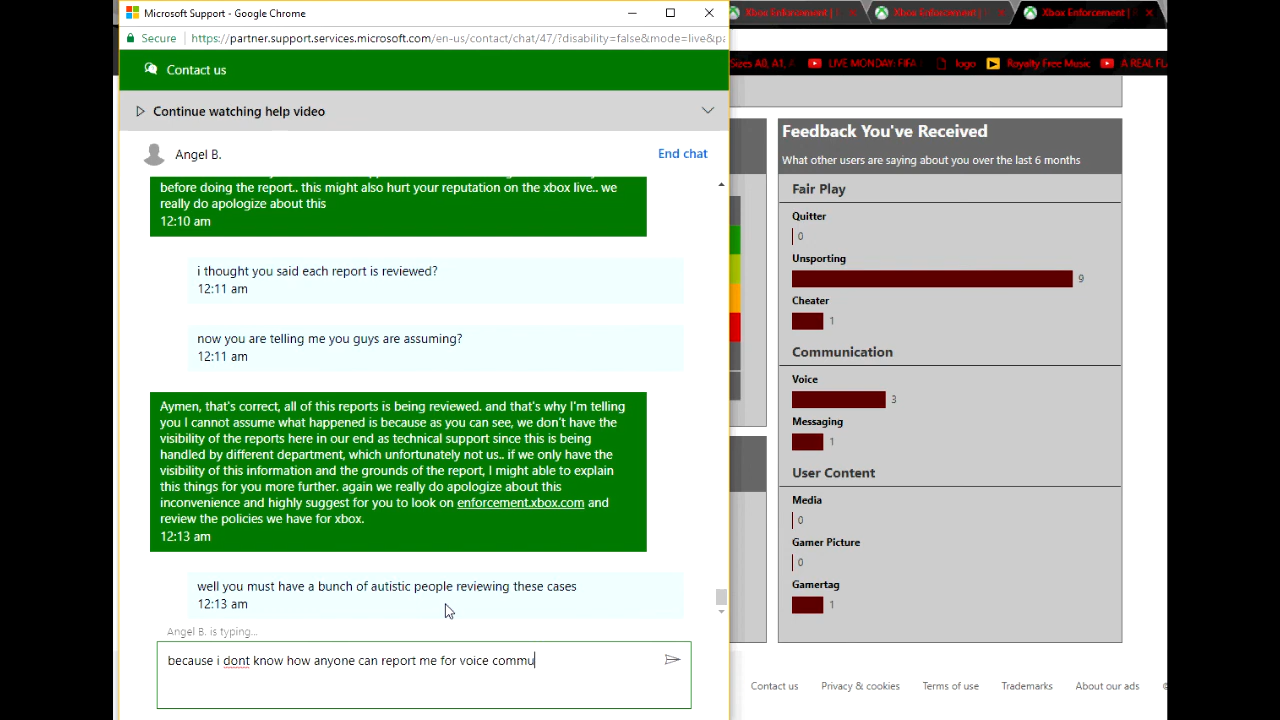 Microsoft Support - Google Chrome
Xbox Enforcement |
Xbox Enforcement |
Xbox Enforcement |
Secure
https://partner.support.services.microsoft.com/en-us/contact/chat/47/?disability=false&mode=live&pa
Sizes A0, A1, A
LIVE MONDAY: FIFA
logo
Royalty Free Music
A REAL FL
Contact us
Continue watching help video
Angel B.
End chat
before doing the report.. this might also hurt your reputation on the xbox live.. we
really do apologize about this
12:10 am
i thought you said each report is reviewed?
12:11 am
now you are telling me you guys are assuming?
12:11 am
Aymen, that's correct, all of this reports is being reviewed. and that's why I'm telling
you I cannot assume what happened is because as you can see, we don't have the
visibility of the reports here in our end as technical support since this is being
handled by different department, which unfortunately not us.. if we only have the
visibility of this information and the grounds of the report, I might able to explain
this things for you more further. again we really do apologize about this
inconvenience and highly suggest for you to look on enforcement.xbox.com and
review the policies we have for xbox.
12:13 am
well you must have a bunch of autistic people reviewing these cases
12:13 am
Angel B. is typing...
because i dont know how anyone can report me for voice commu
Feedback You've Received
What other users are saying about you over the last 6 months
Fair Play
Quitter
0
Unsporting
9
Cheater
1
Communication
Voice
3
Messaging
1
User Content
Media
0
Gamer Picture
0
Gamertag
1
Contact us
Privacy & cookies
Terms of use
Trademarks
About our ads